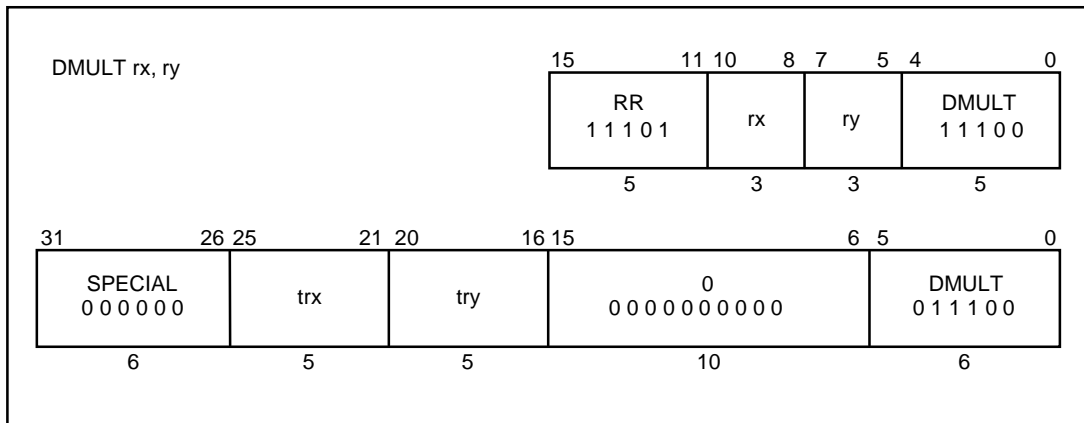 DMULT rx, ry
15 11 10 8 7 5 4 0
RR rx ry DMULT
1 1 1 0 1 1 1 1 0 0
5 3 3 5
31 26 25 21 20 16 15 6 5 0
SPECIAL trx try 0 DMULT
0 0 0 0 0 0 0 0 0 0 0 0 0 0 0 0 0 1 1 1 0 0
6 5 5 10 6